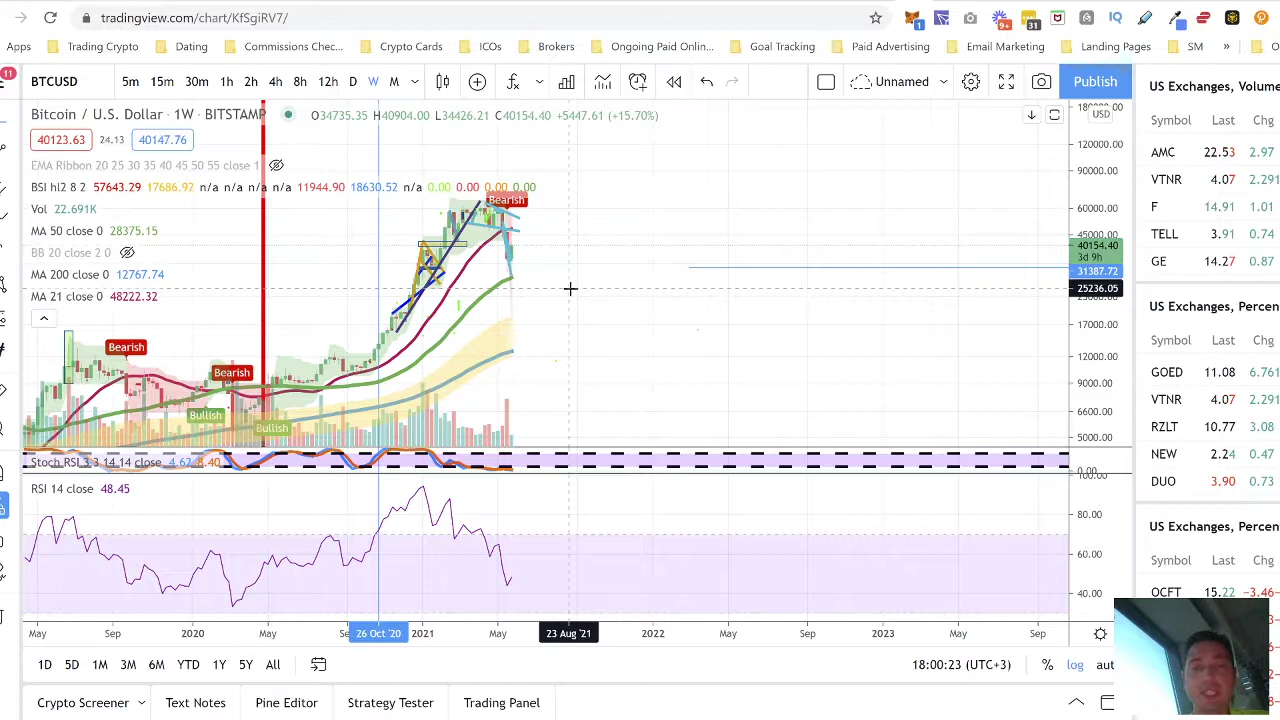 tradingview.com/chart/KfSgiRV7/
1 9+ 31 IQ
Apps Trading Crypto Dating Commissions Chec... Crypto Cards ICOs Brokers Ongoing Paid Onlin... Goal Tracking Paid Advertising Email Marketing Landing Pages SM »
11 BTCUSD 5m 15m 30m 1h 2h 4h 8h 12h D W M Unnamed Publish
US Exchanges, Volume
Bitcoin / U.S. Dollar · 1W · BITSTAMP O34735.35 H40904.00 L34426.21 C40154.40 +5447.61 (+15.70%)
USD
Symbol Last Chg
40123.63 24.13 40147.76
120000.00
AMC 22.53 2.97
EMA Ribbon 20 25 30 35 40 45 50 55 close 1
90000.00
VTNR 4.07 2.291
BSI hl2 8 2 57643.29 17686.92 n/a n/a n/a n/a 11944.90 18630.52 n/a 0.00 0.00 0.00 0.00
Bearish
60000.00
Vol 22.691K
F 14.91 1.01
MA 50 close 0 28375.15
TELL 3.91 0.74
BB 20 close 2 0
40154.40
3d 9h
GE 14.27 0.87
MA 200 close 0 12767.74
31387.72
25236.05
MA 21 close 0 48222.32
US Exchanges, Percen
17000.00
Symbol Last Chg
Bearish
12000.00
GOED 11.08 6.761
Bearish
9000.00
VTNR 4.07 2.291
Bullish
6600.00
RZLT 10.77 3.08
Bullish
5000.00
NEW 2.24 0.47
Stoch RSI 3 3 14 14 close 4.62 8.40
0.00
100.00
DUO 3.90 0.73
RSI 14 close 48.45
US Exchanges, Percen
60.00
Symbol Last Chg
40.00
OCFT 15.22 −3.46
May Sep 2020 May Se 26 Oct '20 2021 May 23 Aug '21 2022 May Sep 2023 May Sep
1D 5D 1M 3M 6M YTD 1Y 5Y All 18:00:23 (UTC+3) % log aut
Crypto Screener Text Notes Pine Editor Strategy Tester Trading Panel